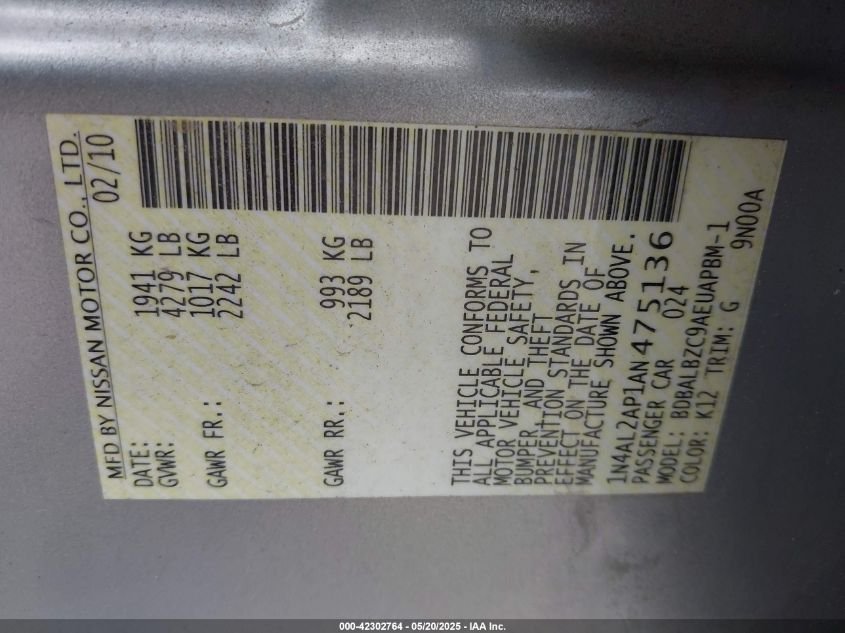 MFD BY NISSAN MOTOR CO., LTD.
DATE: 02/10
GVWR: 1941 KG
4279 LB
GAWR FR.: 1017 KG
2242 LB
GAWR RR.: 993 KG
2189 LB
THIS VEHICLE CONFORMS TO
ALL APPLICABLE FEDERAL
MOTOR VEHICLE SAFETY,
BUMPER, AND THEFT
PREVENTION STANDARDS IN
EFFECT ON THE DATE OF
MANUFACTURE SHOWN ABOVE.
1N4AL2AP1AN475136
PASSENGER CAR 024
MODEL: BDBALBZC9AEUAPBM-1
COLOR: K12 TRIM: G 9N00A
000-42302764 - 05/20/2025 - IAA Inc.